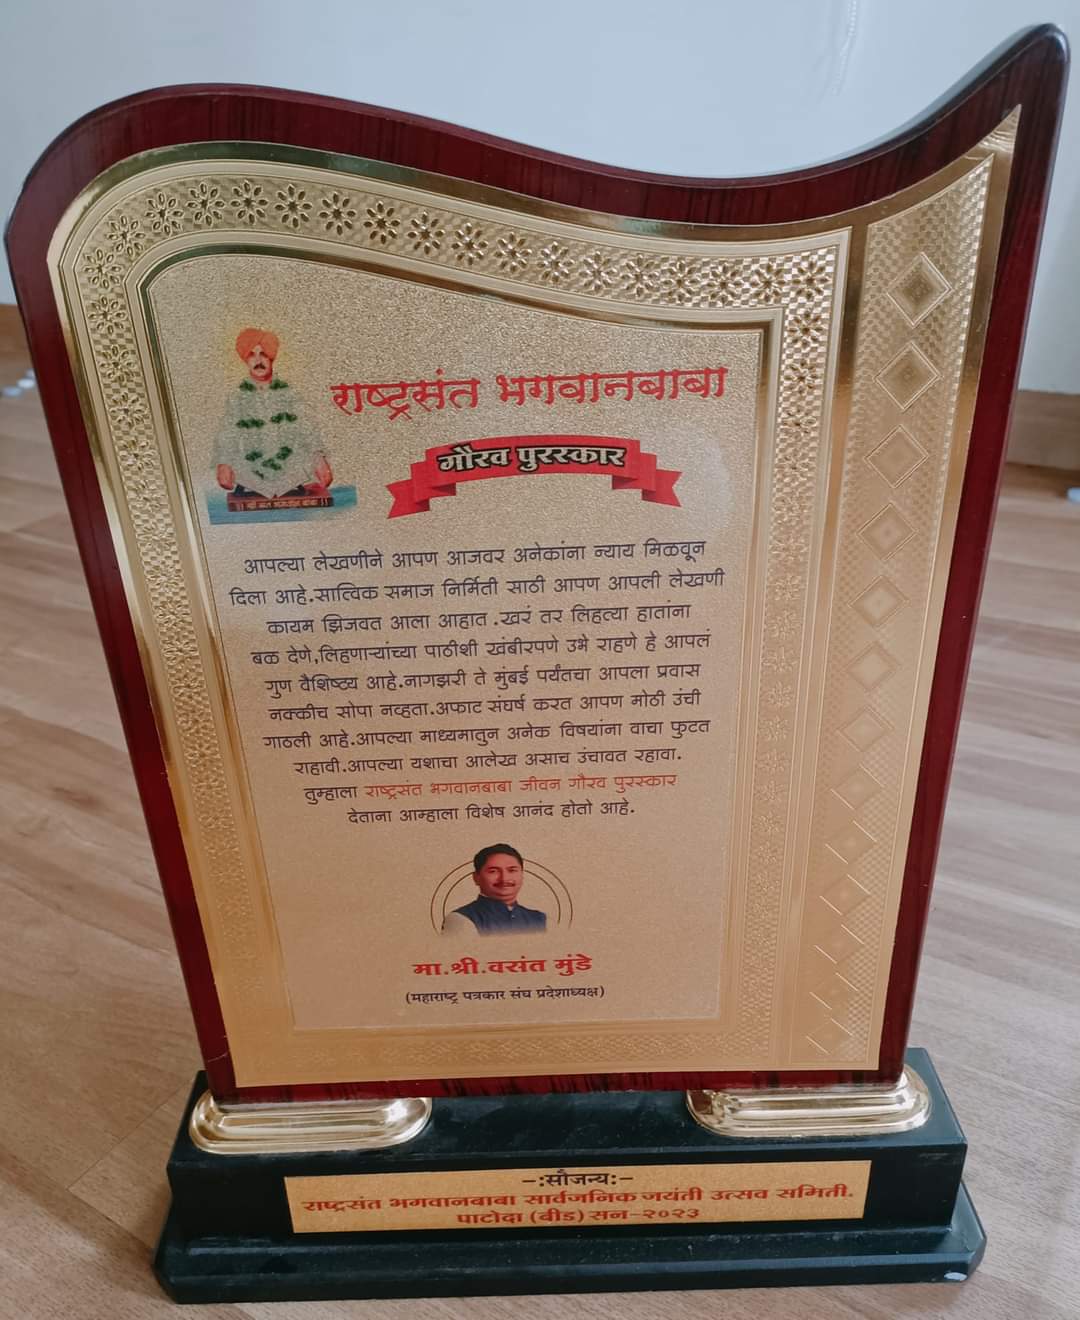 राष्ट्रसंत भगवानबाबा
गौरव पुरस्कार
आपल्या लेखणीने आपण आजवर अनेकांना न्याय मिळवून
दिला आहे.सात्विक समाज निर्मिती साठी आपण आपली लेखणी
कायम झिजवत आला आहात .खरं तर लिहत्या हातांना
बळ देणे,लिहणाऱ्यांच्या पाठीशी खंबीरपणे उभे राहणे हे आपलं
गुण वैशिष्ट्य आहे.नागझरी ते मुंबई पर्यंतचा आपला प्रवास
नक्कीच सोपा नव्हता.अफाट संघर्ष करत आपण मोठी उंची
गाठली आहे.आपल्या माध्यमातुन अनेक विषयांना वाचा फुटत
राहावी.आपल्या यशाचा आलेख असाच उंचावत रहावा.
तुम्हाला राष्ट्रसंत भगवानबाबा जीवन गौरव पुरस्कार
देताना आम्हाला विशेष आनंद होतो आहे.
मा.श्री.वसंत मुंडे
(महाराष्ट्र पत्रकार संघ प्रदेशाध्यक्ष)
-:सौजन्य:-
राष्ट्रसंत भगवानबाबा सार्वजनिक जयंती उत्सव समिती.
पाटोदा (बीड) सन-२०२३